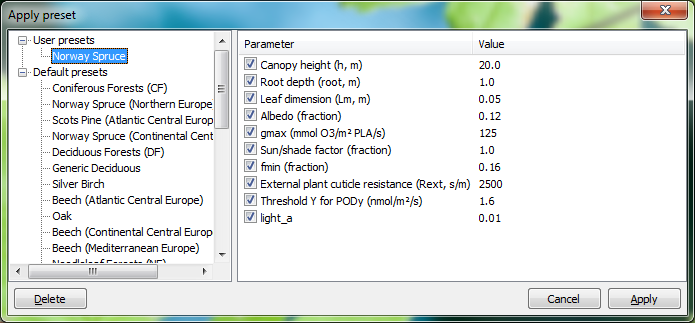 Apply preset
User presets
Norway Spruce
Default presets
Coniferous Forests (CF)
Norway Spruce (Northern Europe
Scots Pine (Atlantic Central Europe
Norway Spruce (Continental Cent
Deciduous Forests (DF)
Generic Deciduous
Silver Birch
Beech (Atlantic Central Europe)
Oak
Beech (Continental Central Europ
Beech (Mediterranean Europe)
Needleleaf Forests (NF)
Parameter Value
Canopy height (h, m) 20.0
Root depth (root, m) 1.0
Leaf dimension (Lm, m) 0.05
Albedo (fraction) 0.12
gmax (mmol O3/m² PLA/s) 125
Sun/shade factor (fraction) 1.0
fmin (fraction) 0.16
External plant cuticle resistance (Rext, s/m) 2500
Threshold Y for PODy (nmol/m²/s) 1.6
light_a 0.01
Delete Cancel Apply